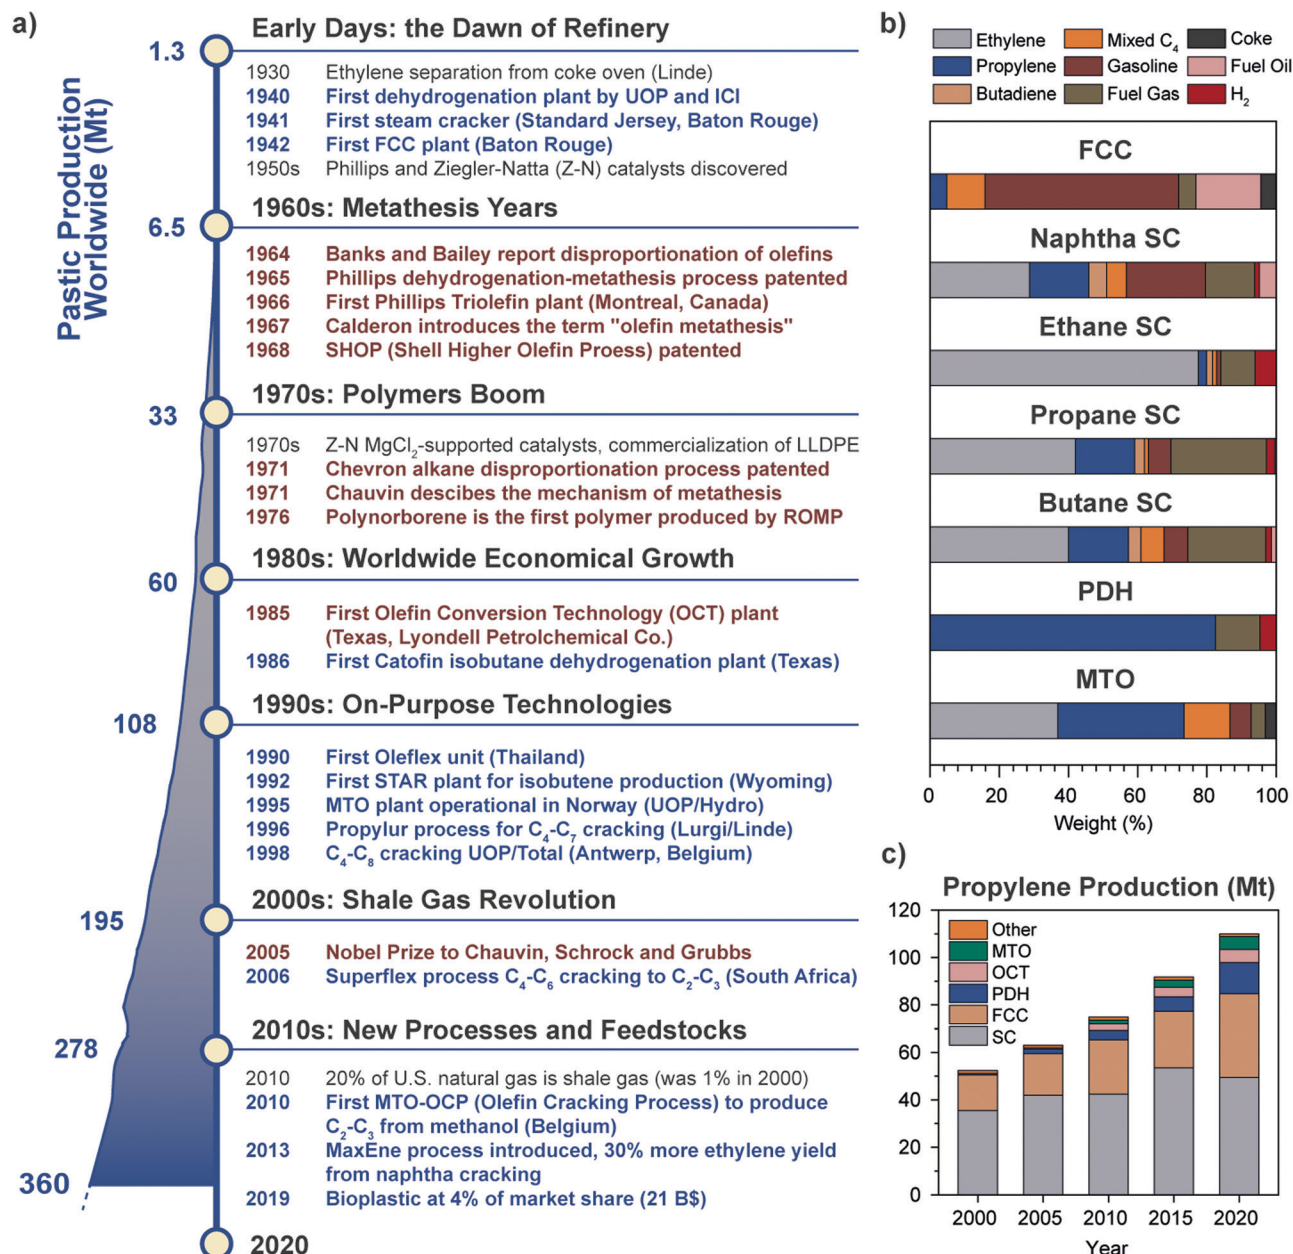 a)
Pastic Production
Worldwide (Mt)
1.3
Early Days: the Dawn of Refinery
1930 Ethylene separation from coke oven (Linde)
1940 First dehydrogenation plant by UOP and ICI
1941 First steam cracker (Standard Jersey, Baton Rouge)
1942 First FCC plant (Baton Rouge)
1950s Phillips and Ziegler-Natta (Z-N) catalysts discovered
6.5
1960s: Metathesis Years
1964 Banks and Bailey report disproportionation of olefins
1965 Phillips dehydrogenation-metathesis process patented
1966 First Phillips Triolefin plant (Montreal, Canada)
1967 Calderon introduces the term "olefin metathesis"
1968 SHOP (Shell Higher Olefin Proess) patented
33
1970s: Polymers Boom
1970s Z-N MgCl2-supported catalysts, commercialization of LLDPE
1971 Chevron alkane disproportionation process patented
1971 Chauvin descibes the mechanism of metathesis
1976 Polynorborene is the first polymer produced by ROMP
60
1980s: Worldwide Economical Growth
1985 First Olefin Conversion Technology (OCT) plant
(Texas, Lyondell Petrolchemical Co.)
1986 First Catofin isobutane dehydrogenation plant (Texas)
108
1990s: On-Purpose Technologies
1990 First Oleflex unit (Thailand)
1992 First STAR plant for isobutene production (Wyoming)
1995 MTO plant operational in Norway (UOP/Hydro)
1996 Propylur process for C4-C7 cracking (Lurgi/Linde)
1998 C4-C8 cracking UOP/Total (Antwerp, Belgium)
195
2000s: Shale Gas Revolution
2005 Nobel Prize to Chauvin, Schrock and Grubbs
2006 Superflex process C4-C6 cracking to C2-C3 (South Africa)
278
2010s: New Processes and Feedstocks
2010 20% of U.S. natural gas is shale gas (was 1% in 2000)
2010 First MTO-OCP (Olefin Cracking Process) to produce
C2-C3 from methanol (Belgium)
2013 MaxEne process introduced, 30% more ethylene yield
from naphtha cracking
2019 Bioplastic at 4% of market share (21 B$)
360
2020
b)
Ethylene Mixed C4 Coke
Propylene Gasoline Fuel Oil
Butadiene Fuel Gas H2
FCC
Naphtha SC
Ethane SC
Propane SC
Butane SC
PDH
MTO
0 20 40 60 80 100
Weight (%)
c)
Propylene Production (Mt)
120
100
80
60
40
20
0
Other
MTO
OCT
PDH
FCC
SC
2000 2005 2010 2015 2020
Year